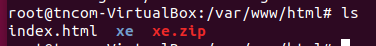 root@tncom-VirtualBox:/var/www/html# ls
index.html xe xe.zip